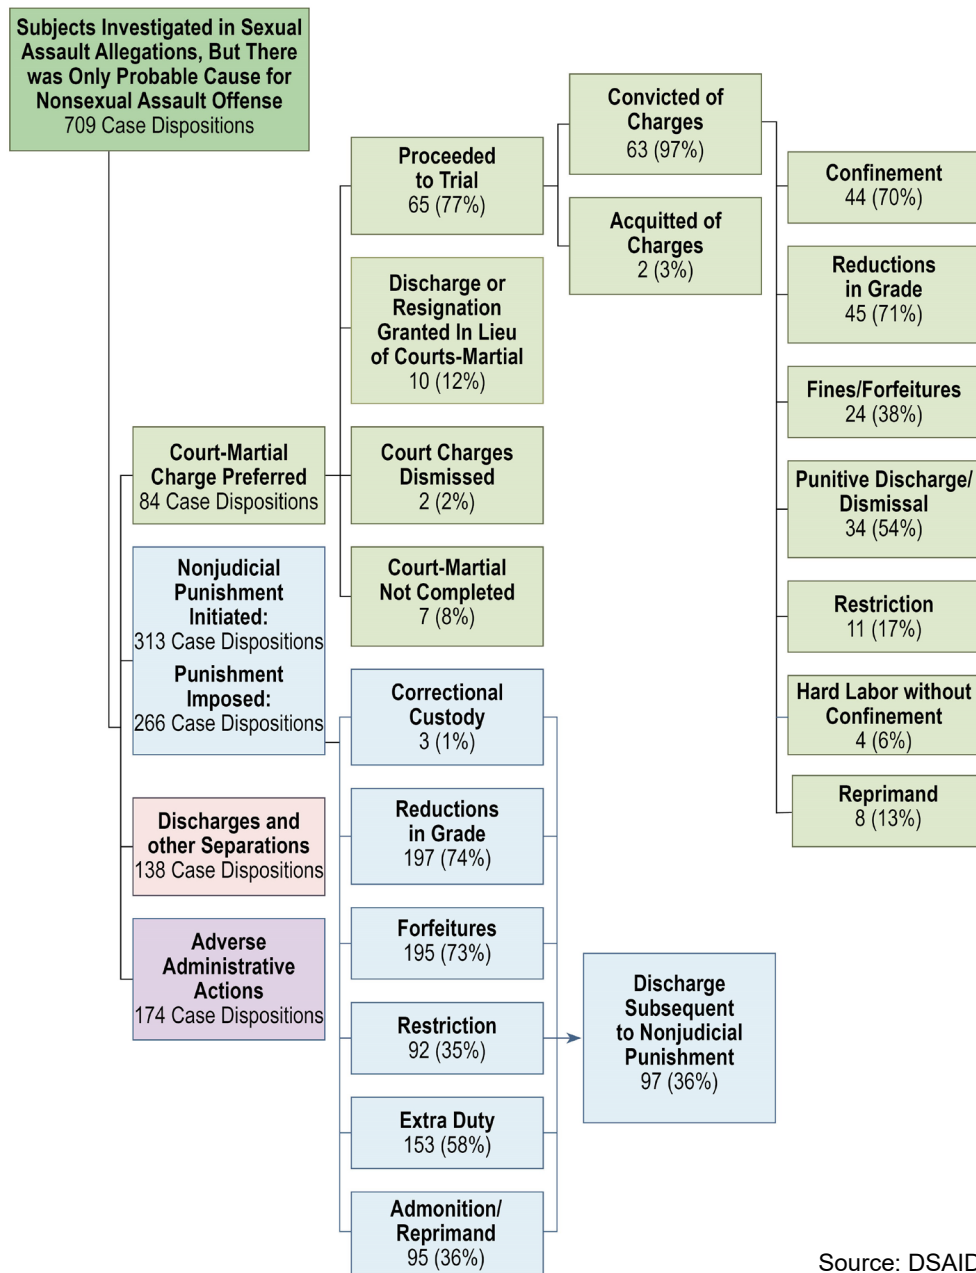 Subjects Investigated in Sexual
Assault Allegations, But There
was Only Probable Cause for
Nonsexual Assault Offense
709 Case Dispositions
Court-Martial
Charge Preferred
84 Case Dispositions
Nonjudicial
Punishment
Initiated:
313 Case Dispositions
Punishment
Imposed:
266 Case Dispositions
Discharges and
other Separations
138 Case Dispositions
Adverse
Administrative
Actions
174 Case Dispositions
Proceeded
to Trial
65 (77%)
Discharge or
Resignation
Granted In Lieu
of Courts-Martial
10 (12%)
Court Charges
Dismissed
2 (2%)
Court-Martial
Not Completed
7 (8%)
Correctional
Custody
3 (1%)
Reductions
in Grade
197 (74%)
Forfeitures
195 (73%)
Restriction
92 (35%)
Extra Duty
153 (58%)
Admonition/
Reprimand
95 (36%)
Convicted of
Charges
63 (97%)
Acquitted of
Charges
2 (3%)
Discharge
Subsequent
to Nonjudicial
Punishment
97 (36%)
Confinement
44 (70%)
Reductions
in Grade
45 (71%)
Fines/Forfeitures
24 (38%)
Punitive Discharge/
Dismissal
34 (54%)
Restriction
11 (17%)
Hard Labor without
Confinement
4 (6%)
Reprimand
8 (13%)
Source: DSAID